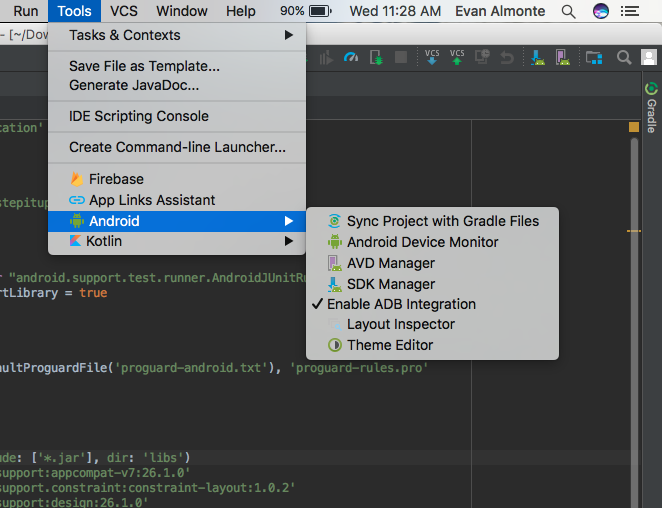 Run Tools VCS Window Help 90% Wed 11:28 AM Evan Almonte
- [~/Dow
Tasks & Contexts
VCS VCS
Save File as Template...
Generate JavaDoc...
IDE Scripting Console
Create Command-line Launcher...
Firebase
App Links Assistant
Android
Kotlin
Gradle
Sync Project with Gradle Files
Android Device Monitor
AVD Manager
SDK Manager
Enable ADB Integration
Layout Inspector
Theme Editor
cation'
stepitup
r "android.support.test.runner.AndroidJUnitRu
rtLibrary = true
aultProguardFile('proguard-android.txt'), 'proguard-rules.pro'
ude: ['*.jar'], dir: 'libs')
support:appcompat-v7:26.1.0'
support.constraint:constraint-layout:1.0.2'
support:design:26.1.0'